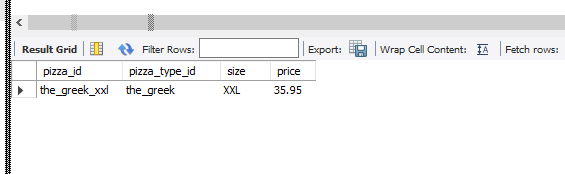 Result Grid Filter Rows: Export: Wrap Cell Content: Fetch rows:
pizza_id pizza_type_id size price
the_greek_xxl the_greek XXL 35.95